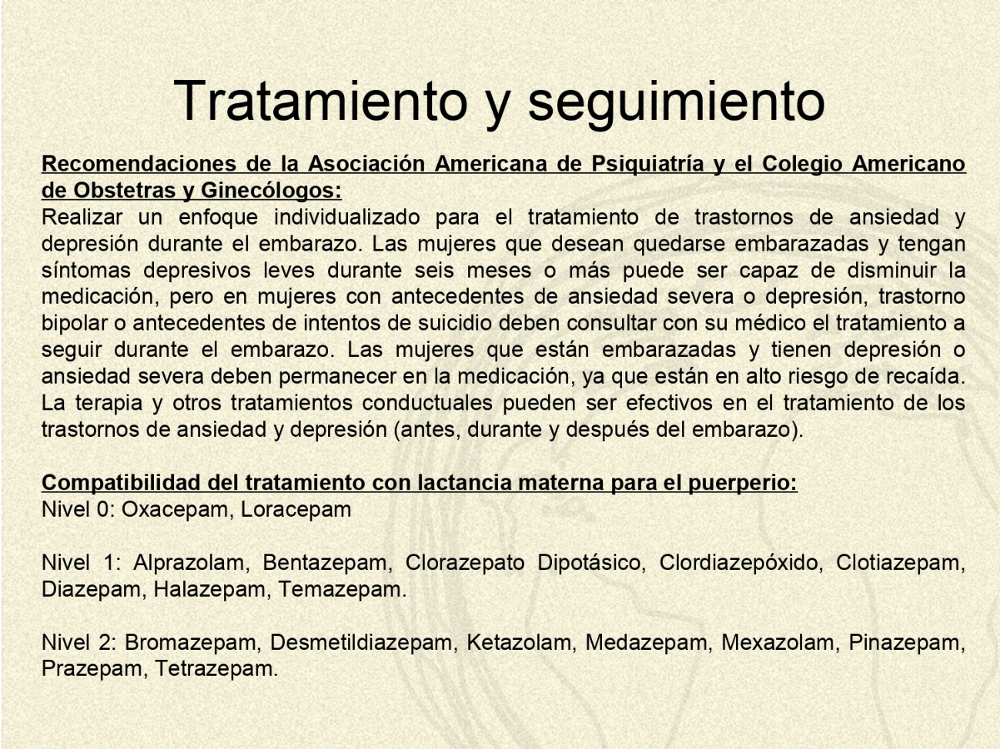 Tratamiento y seguimiento
Recomendaciones de la Asociación Americana de Psiquiatría y el Colegio Americano
de Obstetras y Ginecólogos:
Realizar un enfoque individualizado para el tratamiento de trastornos de ansiedad y
depresión durante el embarazo. Las mujeres que desean quedarse embarazadas y tengan
síntomas depresivos leves durante seis meses o más puede ser capaz de disminuir la
medicación, pero en mujeres con antecedentes de ansiedad severa o depresión, trastorno
bipolar o antecedentes de intentos de suicidio deben consultar con su médico el tratamiento a
seguir durante el embarazo. Las mujeres que están embarazadas y tienen depresión o
ansiedad severa deben permanecer en la medicación, ya que están en alto riesgo de recaída.
La terapia y otros tratamientos conductuales pueden ser efectivos en el tratamiento de los
trastornos de ansiedad y depresión (antes, durante y después del embarazo).
Compatibilidad del tratamiento con lactancia materna para el puerperio:
Nivel 0: Oxacepam, Loracepam
Nivel 1: Alprazolam, Bentazepam, Clorazepato Dipotásico, Clordiazepóxido, Clotiazepam,
Diazepam, Halazepam, Temazepam.
Nivel 2: Bromazepam, Desmetildiazepam, Ketazolam, Medazepam, Mexazolam, Pinazepam,
Prazepam, Tetrazepam.